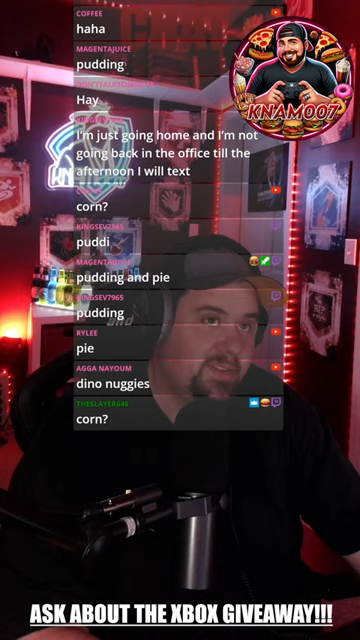 COFFEE
haha
MAGENTAJUICE
pudding
Hay
I'm just going home and I'm not
going back in the office till the
afternoon I will text
corn?
KINGSEV7965
puddi
pudding and pie
KINGSEV7965
pudding
RYLEE
pie
AGGA NAYOUM
dino nuggies
THESLAYER646
corn?
KNAM007
ASK ABOUT THE XBOX GIVEAWAY!!!